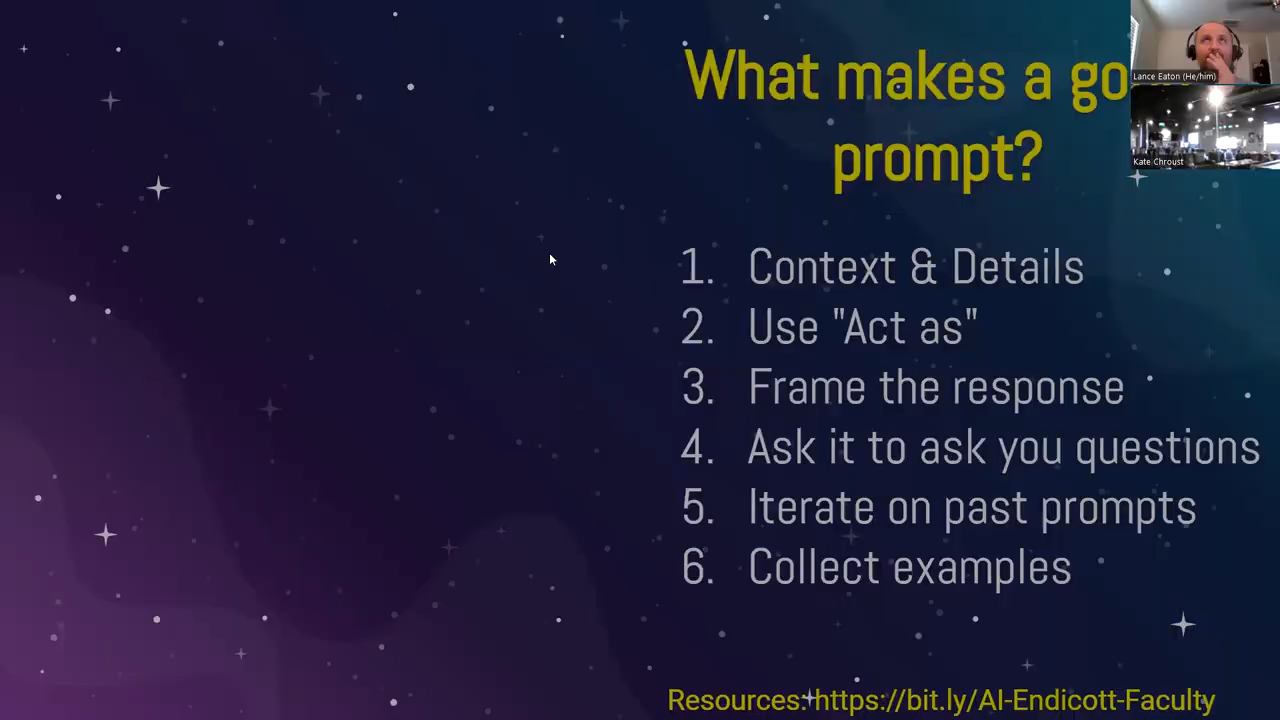 What makes a go
prompt?
Lance Eaton (He/him)
Kate Chroust
1. Context & Details
2. Use "Act as"
3. Frame the response
4. Ask it to ask you questions
5. Iterate on past prompts
6. Collect examples
Resources: https://bit.ly/AI-Endicott-Faculty